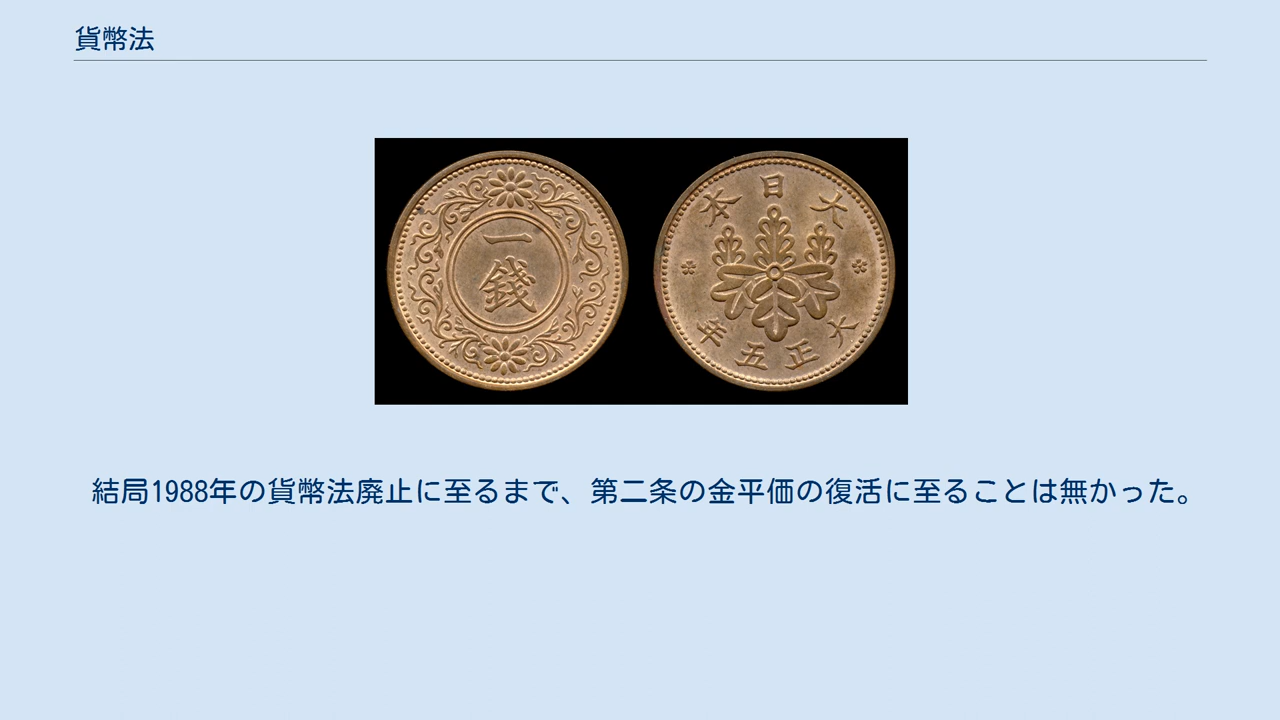 貨幣法
一
錢
大日本
大正五年
結局1988年の貨幣法廃止に至るまで、第二条の金平価の復活に至ることは無かった。